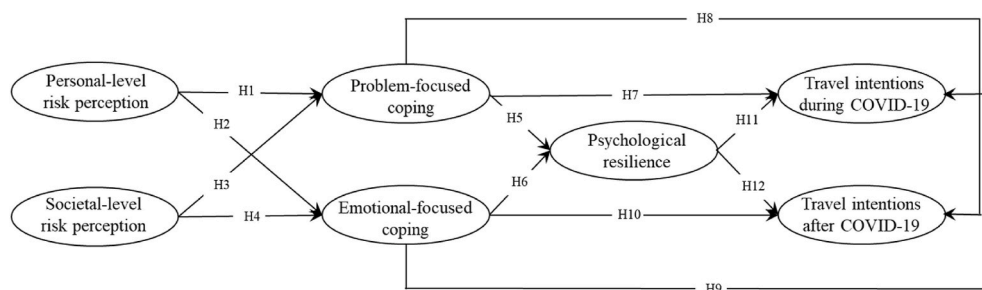 H8
Personal-level
risk perception
H1
Problem-focused
coping
H7
Travel intentions
during COVID-19
H2
H5
H11
Psychological
resilience
H3
H6
H12
Societal-level
risk perception
H4
Emotional-focused
coping
H10
Travel intentions
after COVID-19
H9